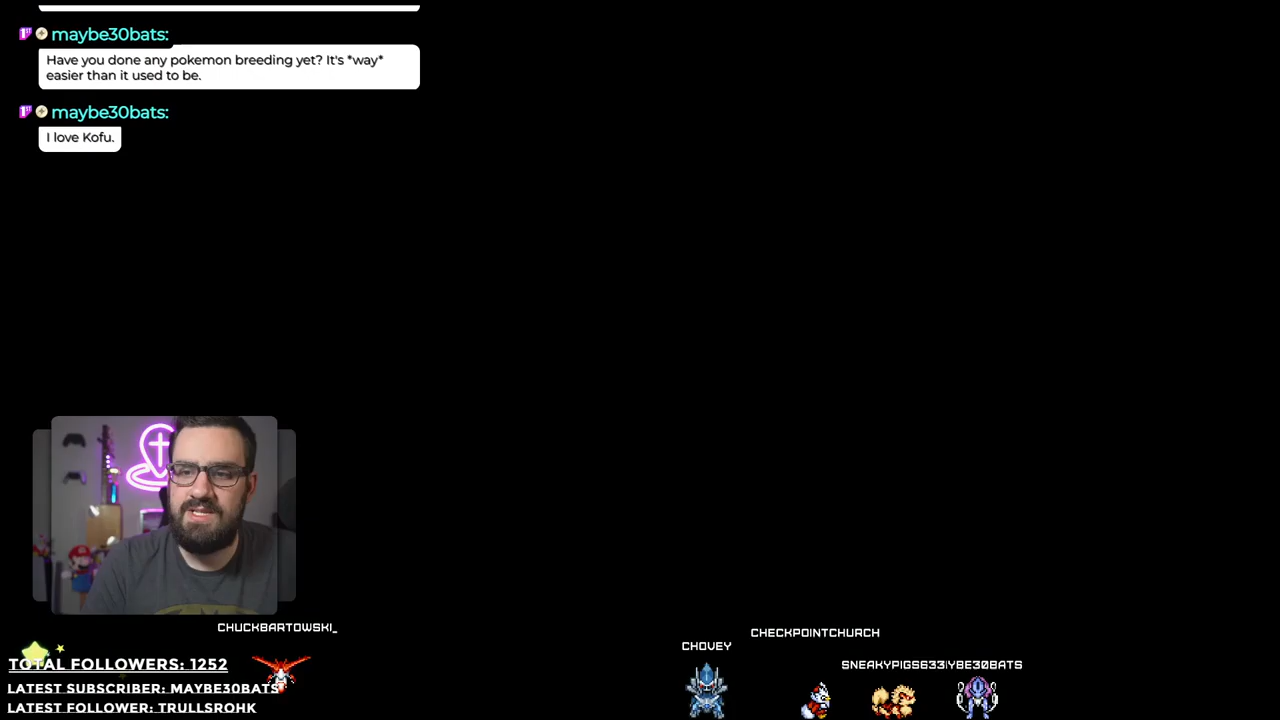 maybe30bats:
Have you done any pokemon breeding yet? It's *way*
easier than it used to be.
maybe30bats:
I love Kofu.
CHUCKBARTOWSKI_
CHECKPOINTCHURCH
CHOVEY
SNEAKYPIGS633
YBE30BATS
TOTAL FOLLOWERS: 1252
LATEST SUBSCRIBER: MAYBE30BATS
LATEST FOLLOWER: TRULLSROHK